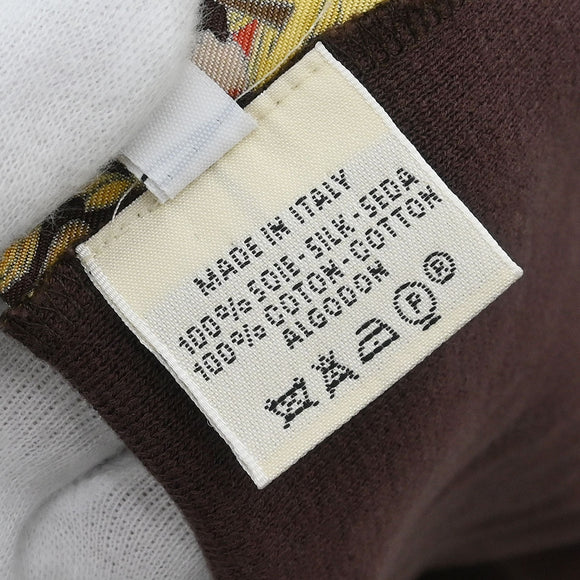 MADE IN ITALY
100% SOIE-SILK-SEDA
100% COTON-COTTON
ALGODON
F ®